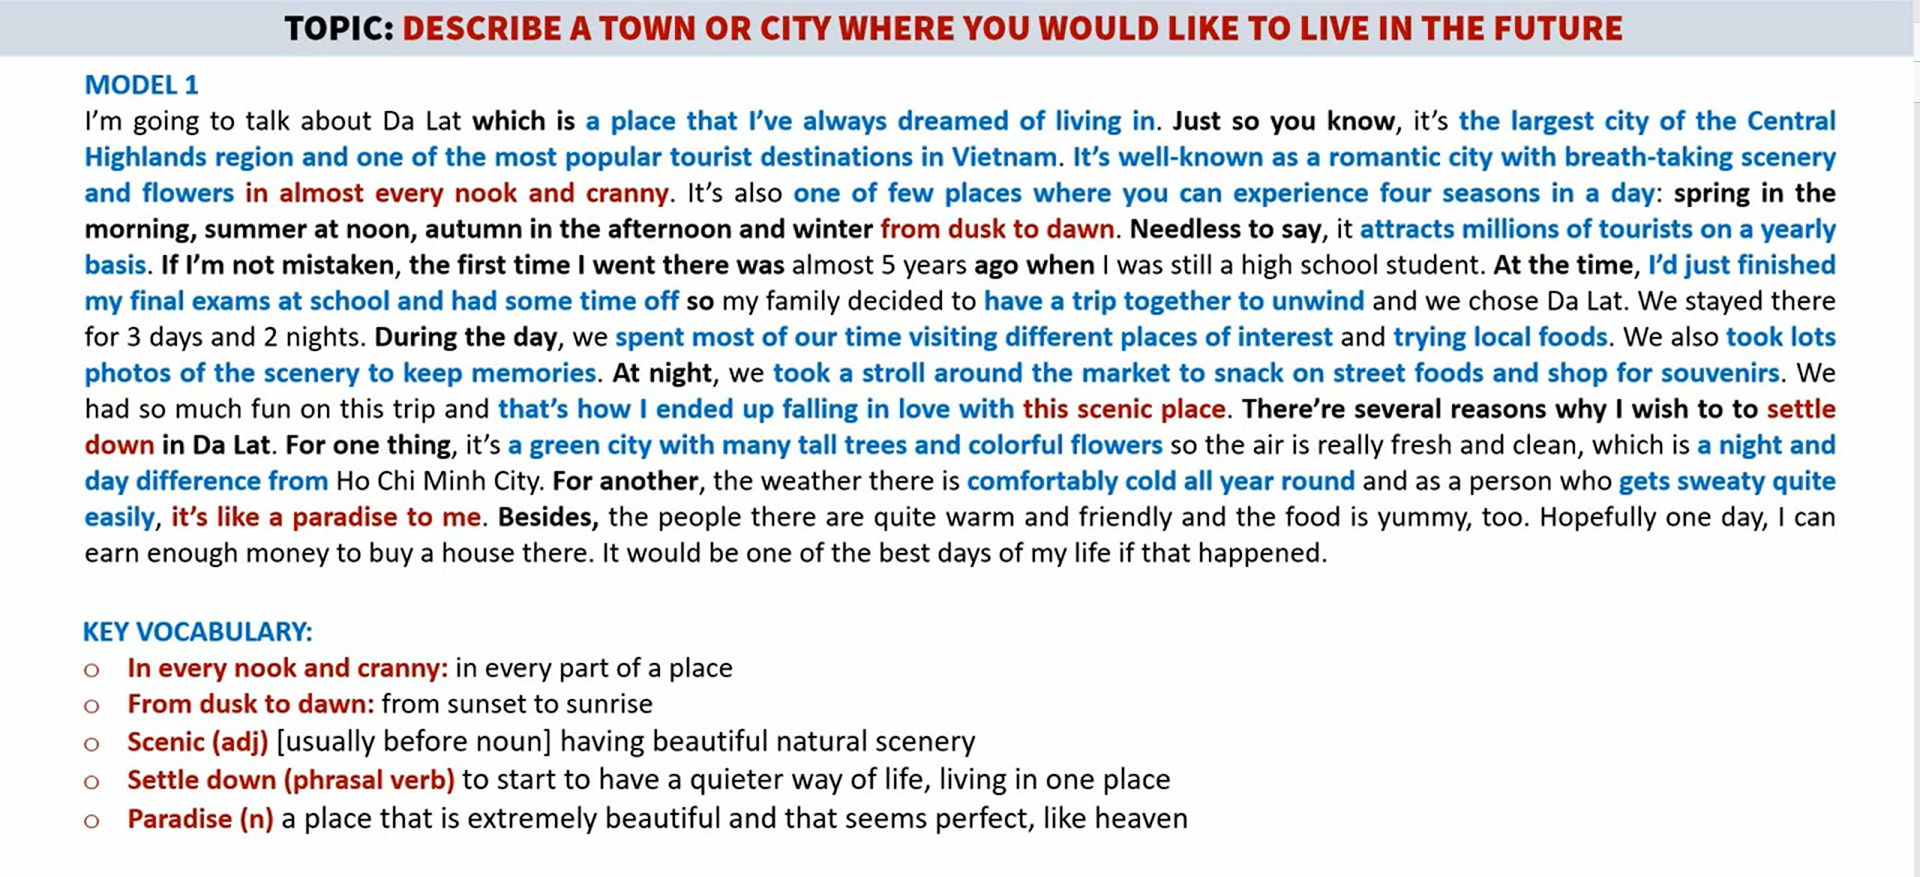 TOPIC: DESCRIBE A TOWN OR CITY WHERE YOU WOULD LIKE TO LIVE IN THE FUTURE
MODEL 1
I'm going to talk about Da Lat which is a place that I've always dreamed of living in. Just so you know, it's the largest city of the Central
Highlands region and one of the most popular tourist destinations in Vietnam. It's well-known as a romantic city with breath-taking scenery
and flowers in almost every nook and cranny. It's also one of few places where you can experience four seasons in a day: spring in the
morning, summer at noon, autumn in the afternoon and winter from dusk to dawn. Needless to say, it attracts millions of tourists on a yearly
basis. If I'm not mistaken, the first time I went there was almost 5 years ago when I was still a high school student. At the time, I'd just finished
my final exams at school and had some time off so my family decided to have a trip together to unwind and we chose Da Lat. We stayed there
for 3 days and 2 nights. During the day, we spent most of our time visiting different places of interest and trying local foods. We also took lots
photos of the scenery to keep memories. At night, we took a stroll around the market to snack on street foods and shop for souvenirs. We
had so much fun on this trip and that's how I ended up falling in love with this scenic place. There're several reasons why I wish to to settle
down in Da Lat. For one thing, it's a green city with many tall trees and colorful flowers so the air is really fresh and clean, which is a night and
day difference from Ho Chi Minh City. For another, the weather there is comfortably cold all year round and as a person who gets sweaty quite
easily, it's like a paradise to me. Besides, the people there are quite warm and friendly and the food is yummy, too. Hopefully one day, I can
earn enough money to buy a house there. It would be one of the best days of my life if that happened.
KEY VOCABULARY:
o In every nook and cranny: in every part of a place
o From dusk to dawn: from sunset to sunrise
o Scenic (adj) [usually before noun] having beautiful natural scenery
o Settle down (phrasal verb) to start to have a quieter way of life, living in one place
o Paradise (n) a place that is extremely beautiful and that seems perfect, like heaven